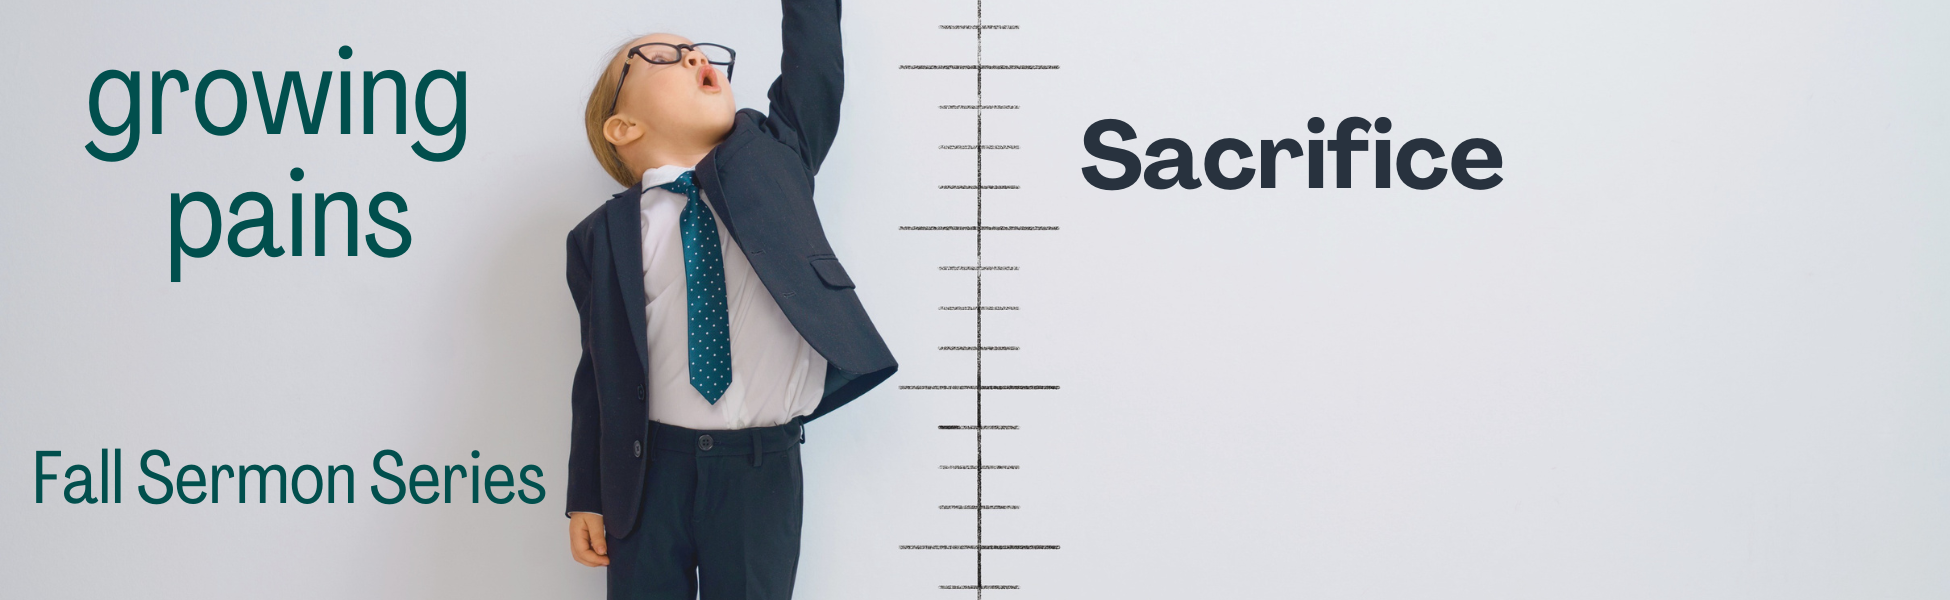 growing
pains
Fall Sermon Series
Sacrifice